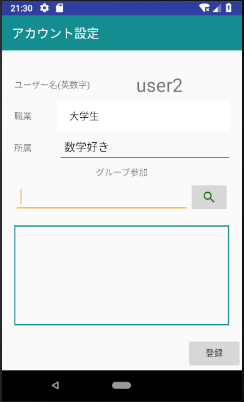 21:30
アカウント設定
ユーザー名(英数字) user2
職業 大学生
所属 数学好き
グループ参加
登録